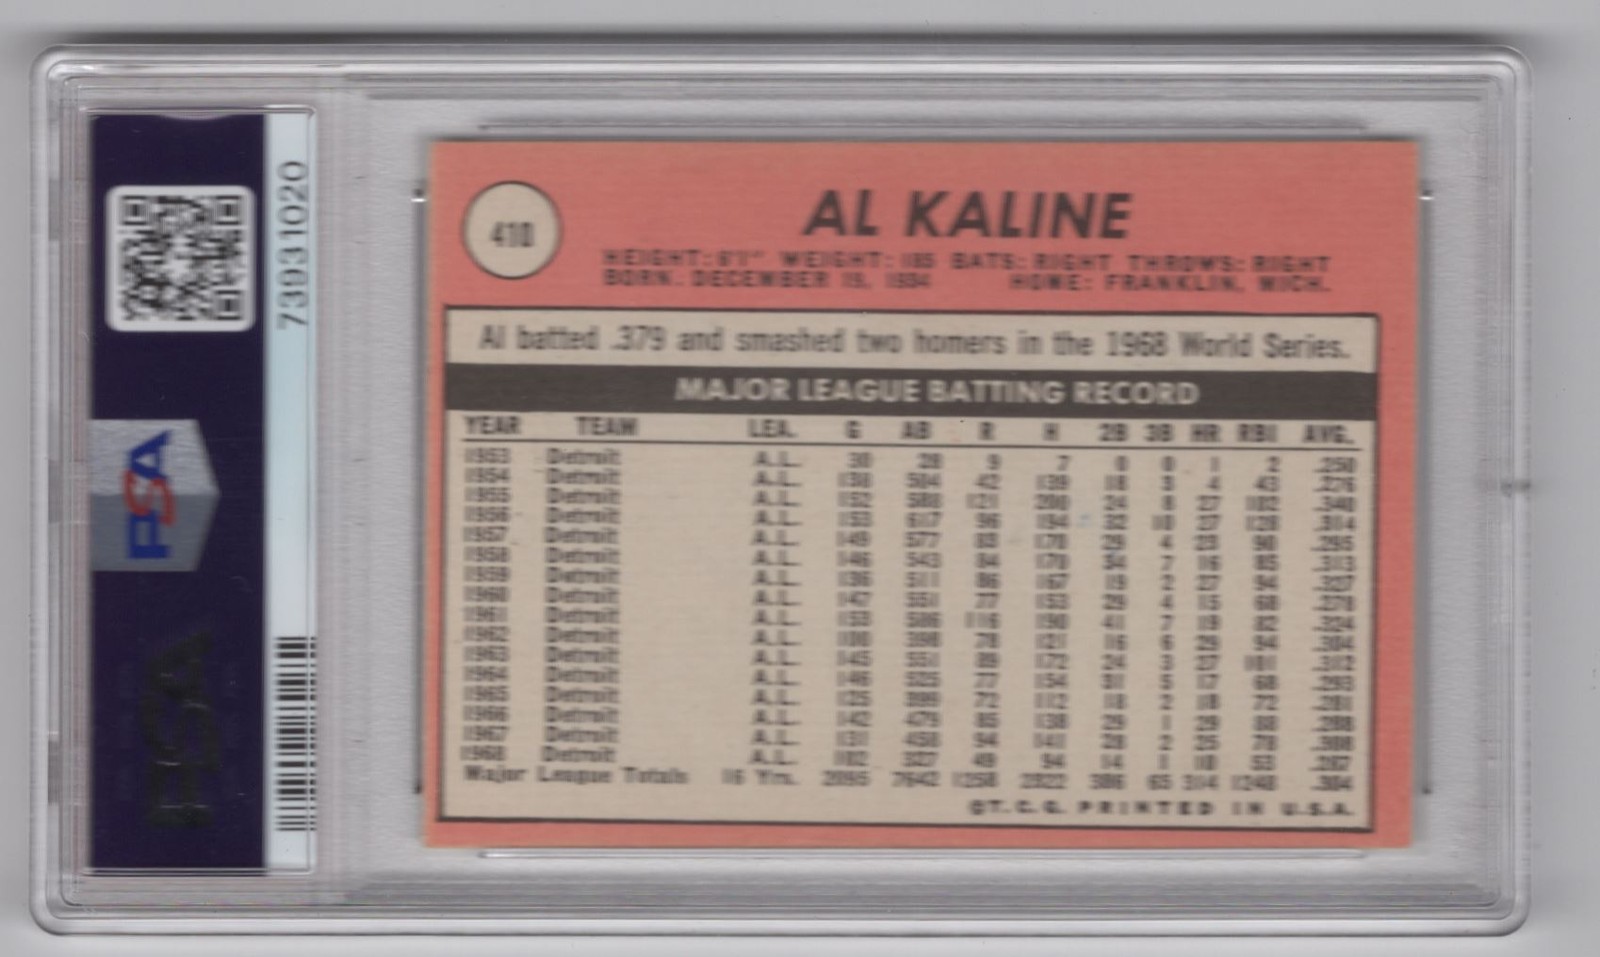 73931020
PSA
410
AL KALINE
HEIGHT: 6'1" WEIGHT: 185 BATS: RIGHT THROWS: RIGHT
BORN: DECEMBER 19, 1934 HOME: FRANKLIN, MICH.
Al batted .379 and smashed two homers in the 1968 World Series.
MAJOR LEAGUE BATTING RECORD
YEAR TEAM LEA. G AB R H 2B 3B HR RBI AVG.
1953 Detroit A.L. 30 28 9 7 0 0 1 2 .250
1954 Detroit A.L. 138 504 42 139 18 3 4 43 .276
1955 Detroit A.L. 152 588 121 200 24 8 27 102 .340
1956 Detroit A.L. 153 617 96 194 32 10 27 128 .314
1957 Detroit A.L. 149 577 83 170 29 4 23 90 .295
1958 Detroit A.L. 146 543 84 170 34 7 16 85 .313
1959 Detroit A.L. 136 511 86 167 19 2 27 94 .327
1960 Detroit A.L. 147 551 77 153 29 4 15 68 .278
1961 Detroit A.L. 153 586 116 190 41 7 19 82 .324
1962 Detroit A.L. 100 398 78 121 16 6 29 94 .304
1963 Detroit A.L. 145 551 89 172 24 3 27 101 .312
1964 Detroit A.L. 146 525 77 154 31 5 17 68 .293
1965 Detroit A.L. 125 399 72 112 18 2 18 72 .281
1966 Detroit A.L. 142 479 85 138 29 1 29 88 .288
1967 Detroit A.L. 131 458 94 141 28 2 25 78 .308
1968 Detroit A.L. 102 327 49 94 14 1 10 53 .287
Major League Totals 16 Yrs. 2095 7642 1258 2322 386 65 314 1248 .304
©T.C.G. PRINTED IN U.S.A.
PSA